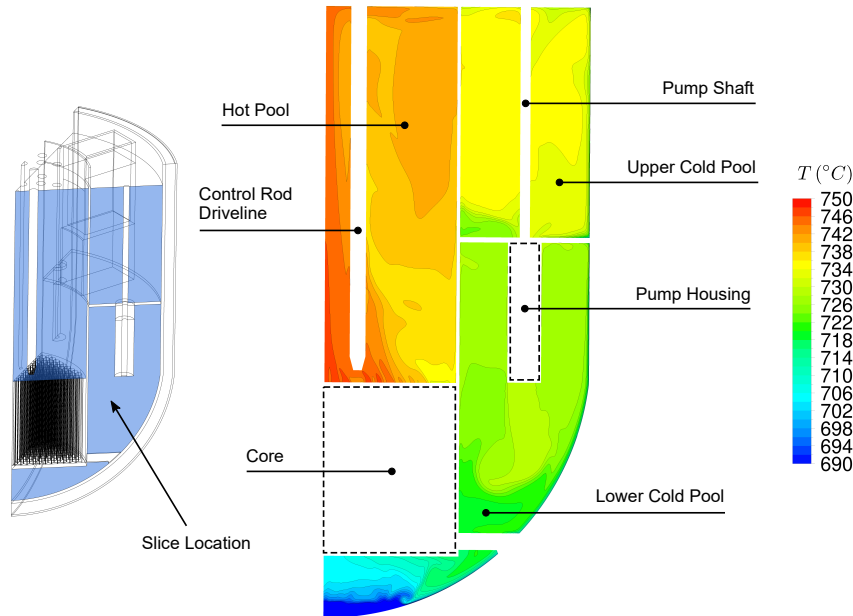 Pump Shaft
Hot Pool
Upper Cold Pool
T (°C)
Control Rod
Driveline
750
746
742
738
734
730
726
722
718
714
710
706
702
698
694
690
Pump Housing
Core
Lower Cold Pool
Slice Location